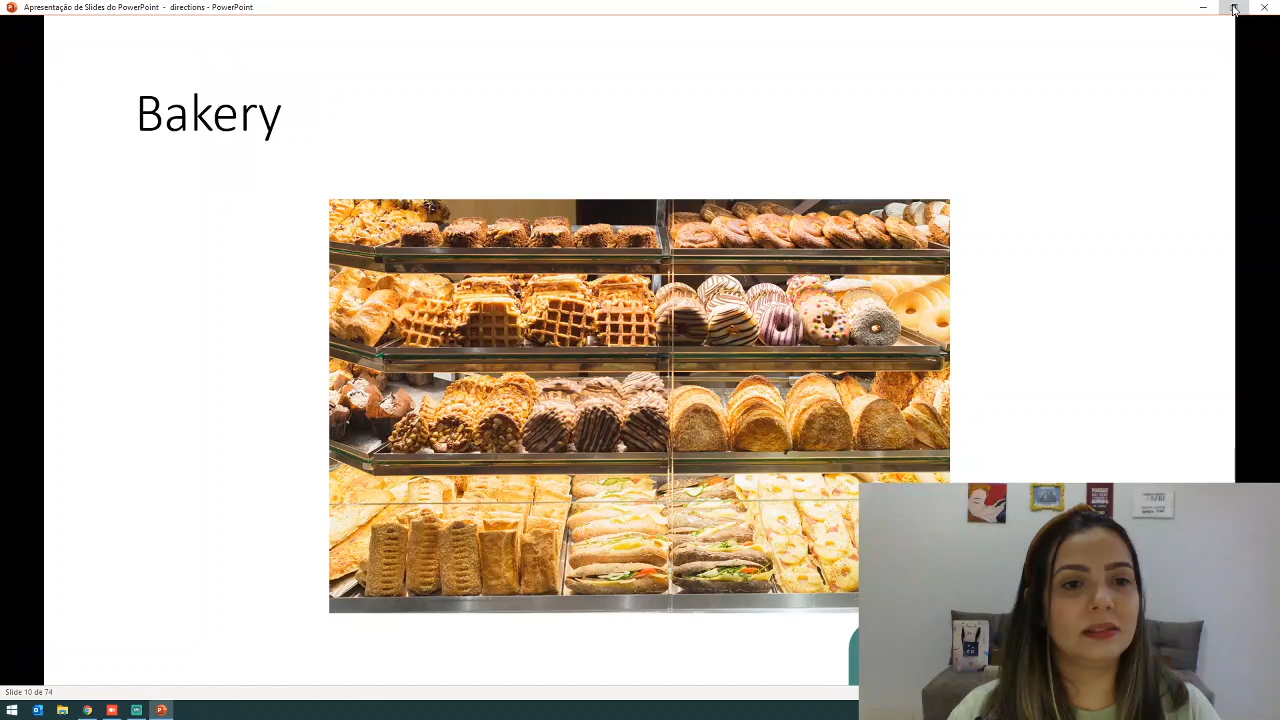 Apresentação de Slides do PowerPoint - directions - PowerPoint
Bakery
Slide 10 de 74